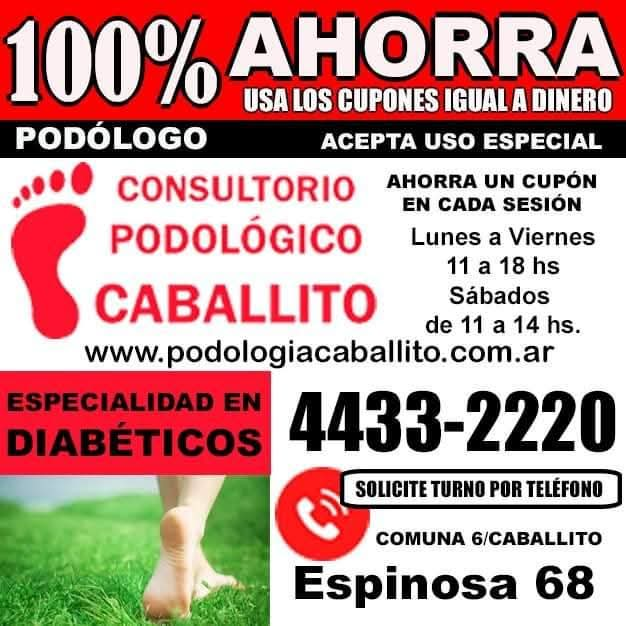 100% AHORRA
USA LOS CUPONES IGUAL A DINERO
PODÓLOGO
ACEPTA USO ESPECIAL
CONSULTORIO
PODOLÓGICO
CABALLITO
AHORRA UN CUPÓN
EN CADA SESIÓN
Lunes a Viernes
11 a 18 hs
Sábados
de 11 a 14 hs.
www.podologiacaballito.com.ar
ESPECIALIDAD EN
DIABÉTICOS
4433-2220
SOLICITE TURNO POR TELÉFONO
COMUNA 6/CABALLITO
Espinosa 68